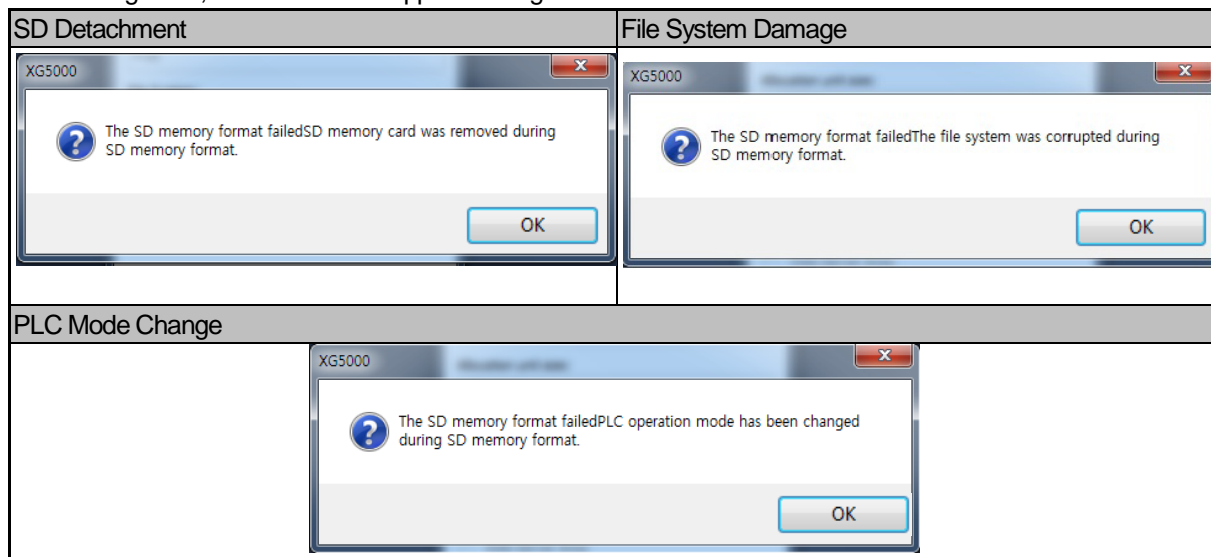 SD Detachment
File System Damage
XG5000
The SD memory format failedSD memory card was removed during
SD memory format.
OK
XG5000
The SD memory format failedThe file system was corrupted during
SD memory format.
OK
PLC Mode Change
XG5000
The SD memory format failedPLC operation mode has been changed
during SD memory format.
OK